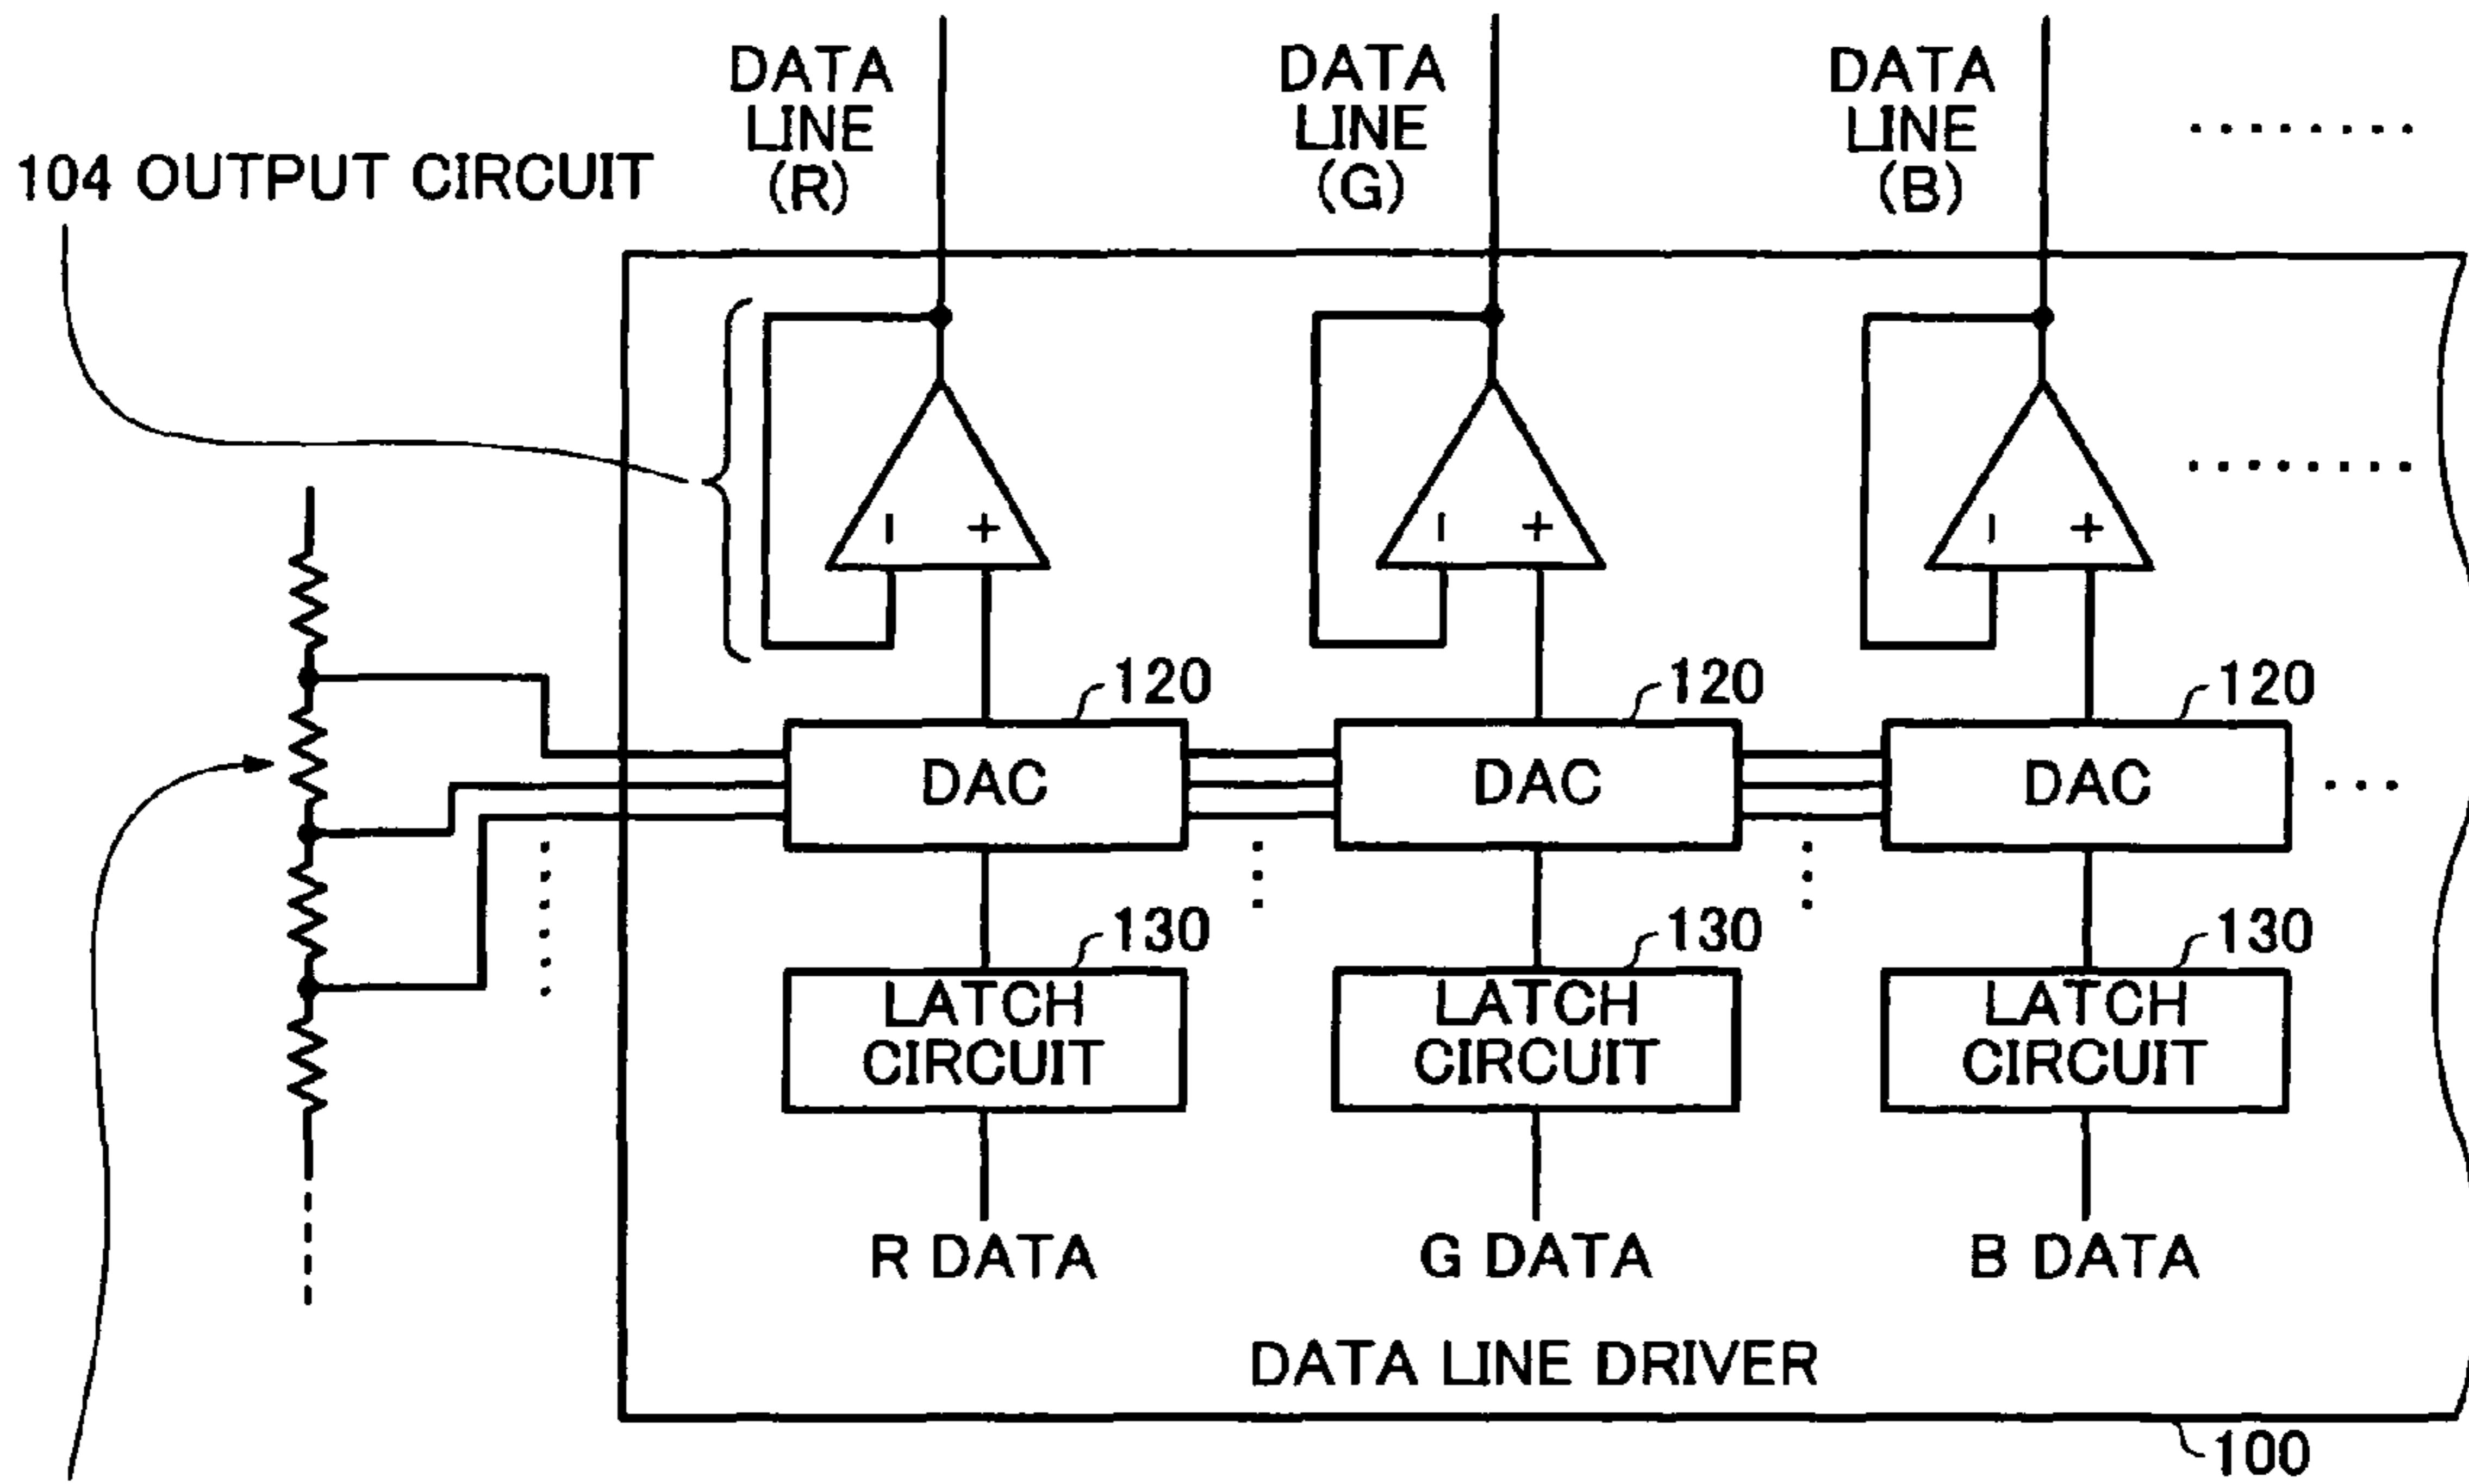 DATA
LINE
(R)
DATA
LINE
(G)
DATA
LINE
(B)
104 OUTPUT CIRCUIT
− +
− +
− +
120
120
120
DAC
DAC
DAC
130
130
130
LATCH
CIRCUIT
LATCH
CIRCUIT
LATCH
CIRCUIT
R DATA
G DATA
B DATA
DATA LINE DRIVER
100